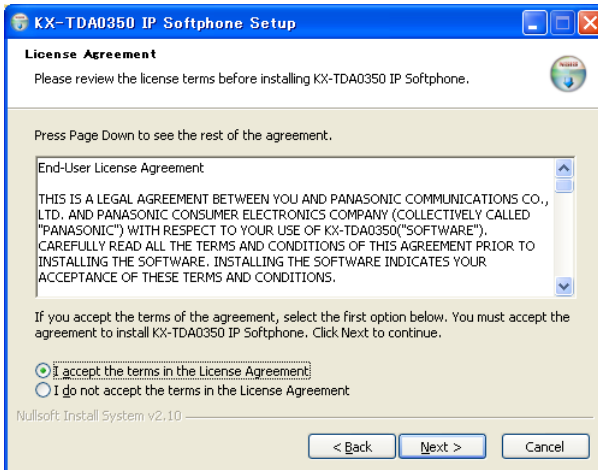 KX-TDA0350 IP Softphone Setup
License Agreement
Please review the license terms before installing KX-TDA0350 IP Softphone.
Press Page Down to see the rest of the agreement.
End-User License Agreement
THIS IS A LEGAL AGREEMENT BETWEEN YOU AND PANASONIC COMMUNICATIONS CO.,
LTD. AND PANASONIC CONSUMER ELECTRONICS COMPANY (COLLECTIVELY CALLED
"PANASONIC") WITH RESPECT TO YOUR USE OF KX-TDA0350("SOFTWARE").
CAREFULLY READ ALL THE TERMS AND CONDITIONS OF THIS AGREEMENT PRIOR TO
INSTALLING THE SOFTWARE. INSTALLING THE SOFTWARE INDICATES YOUR
ACCEPTANCE OF THESE TERMS AND CONDITIONS.
If you accept the terms of the agreement, select the first option below. You must accept the
agreement to install KX-TDA0350 IP Softphone. Click Next to continue.
I accept the terms in the License Agreement
I do not accept the terms in the License Agreement
Nullsoft Install System v2.10
< Back Next > Cancel